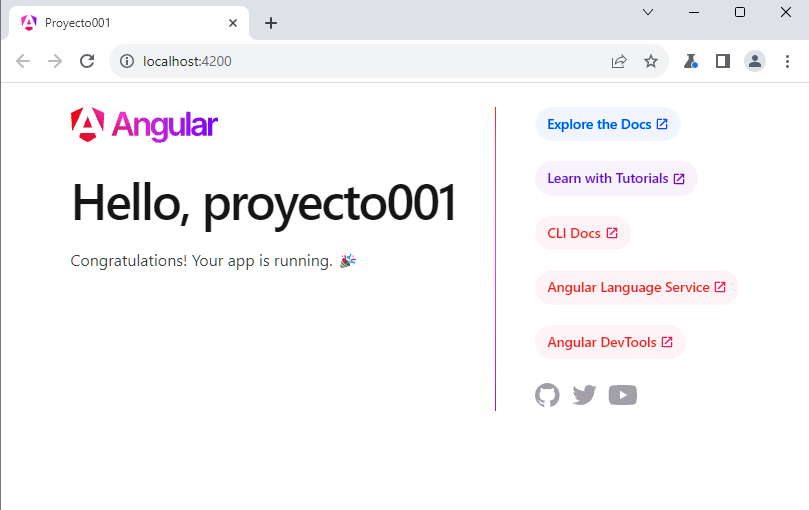 Proyecto001
localhost:4200
Angular
Hello, proyecto001
Congratulations! Your app is running. 🎉
Explore the Docs
Learn with Tutorials
CLI Docs
Angular Language Service
Angular DevTools